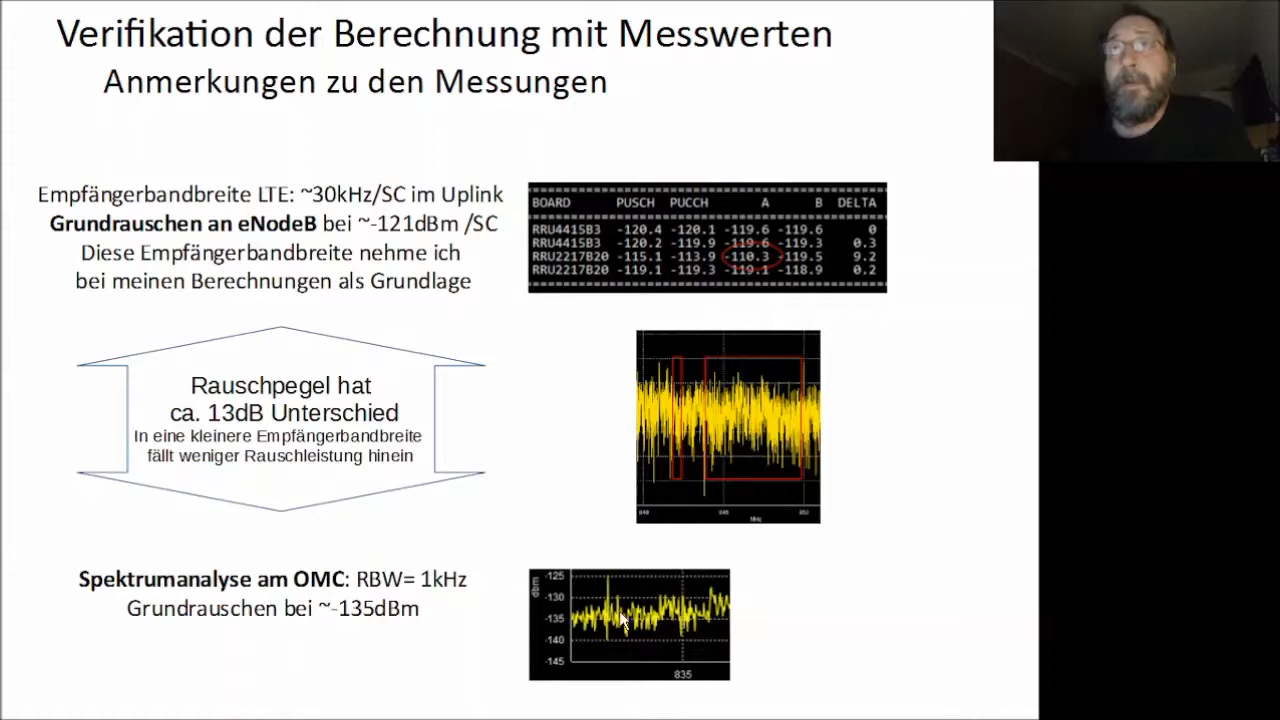 Verifikation der Berechnung mit Messwerten
Anmerkungen zu den Messungen
Empfängerbandbreite LTE: ~30kHz/SC im Uplink
Grundrauschen an eNodeB bei ~-121dBm /SC
Diese Empfängerbandbreite nehme ich
bei meinen Berechnungen als Grundlage
BOARD PUSCH PUCCH A B DELTA
RRU4415B3 -120.4 -120.1 -119.6 -119.6 0
RRU4415B3 -120.2 -119.9 -119.6 -119.3 0.3
RRU2217B20 -115.1 -113.9 -110.3 -119.5 9.2
RRU2217B20 -119.1 -119.3 -119.1 -118.9 0.2
Rauschpegel hat
ca. 13dB Unterschied
In eine kleinere Empfängerbandbreite
fällt weniger Rauschleistung hinein
MHz
Spektrumanalyse am OMC: RBW= 1kHz
Grundrauschen bei ~-135dBm
dbm
-125
-130
-135
-140
-145
835